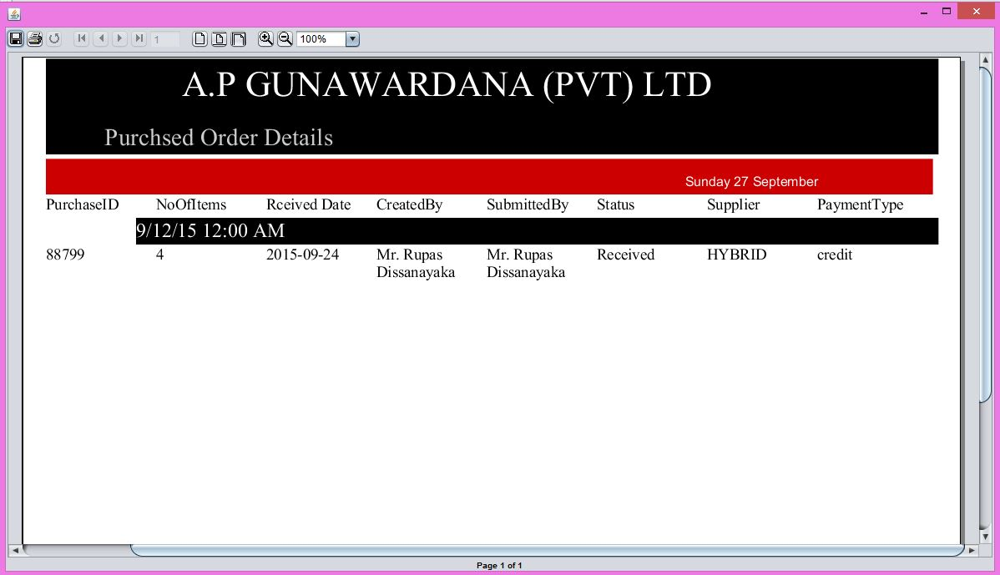 1
100%
A.P GUNAWARDANA (PVT) LTD
Purchsed Order Details
Sunday 27 September
PurchaseID NoOfItems Rceived Date CreatedBy SubmittedBy Status Supplier PaymentType
9/12/15 12:00 AM
88799 4 2015-09-24 Mr. Rupas Mr. Rupas Received HYBRID credit
Dissanayaka Dissanayaka
Page 1 of 1